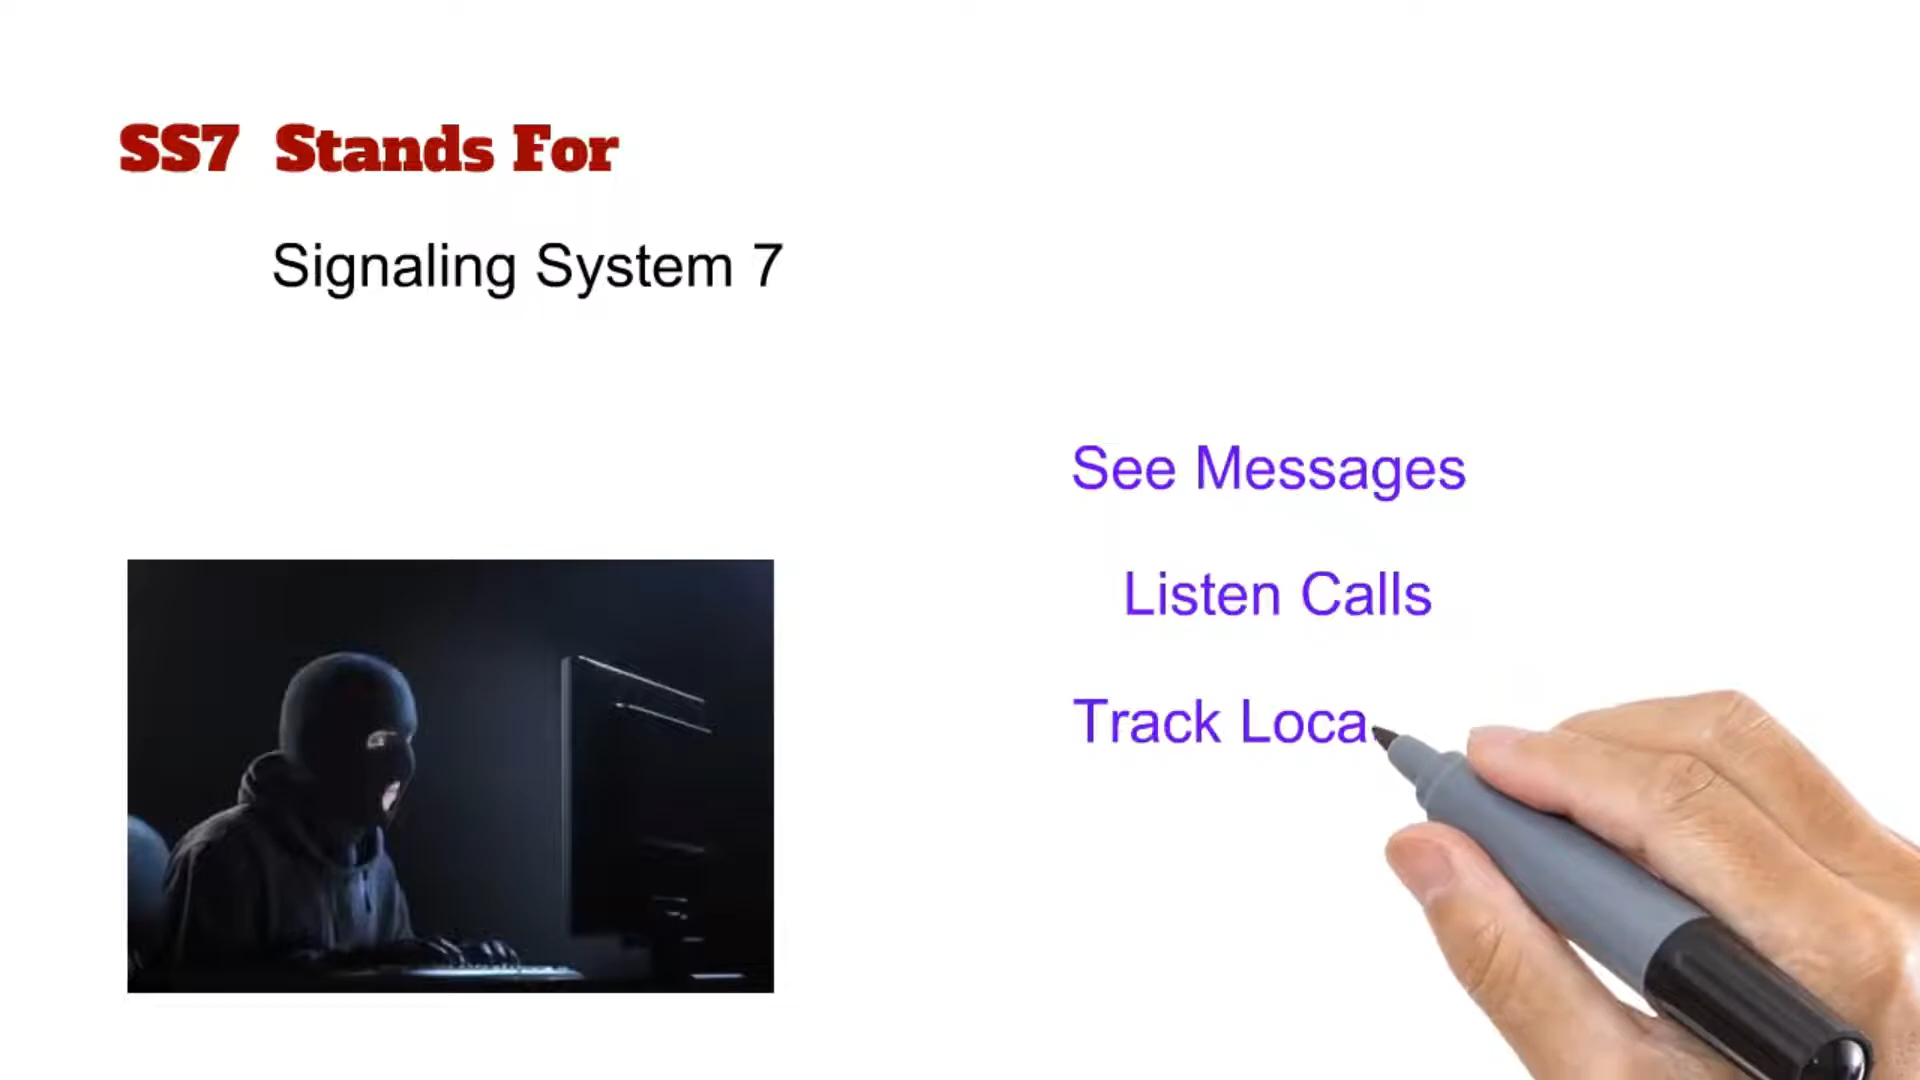 SS7 Stands For
Signaling System 7
See Messages
Listen Calls
Track Loca